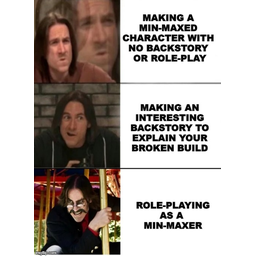 MAKING A
MIN-MAXED
CHARACTER WITH
NO BACKSTORY
OR ROLE-PLAY
MAKING AN
INTERESTING
BACKSTORY TO
EXPLAIN YOUR
BROKEN BUILD
ROLE-PLAYING
AS A
MIN-MAXER